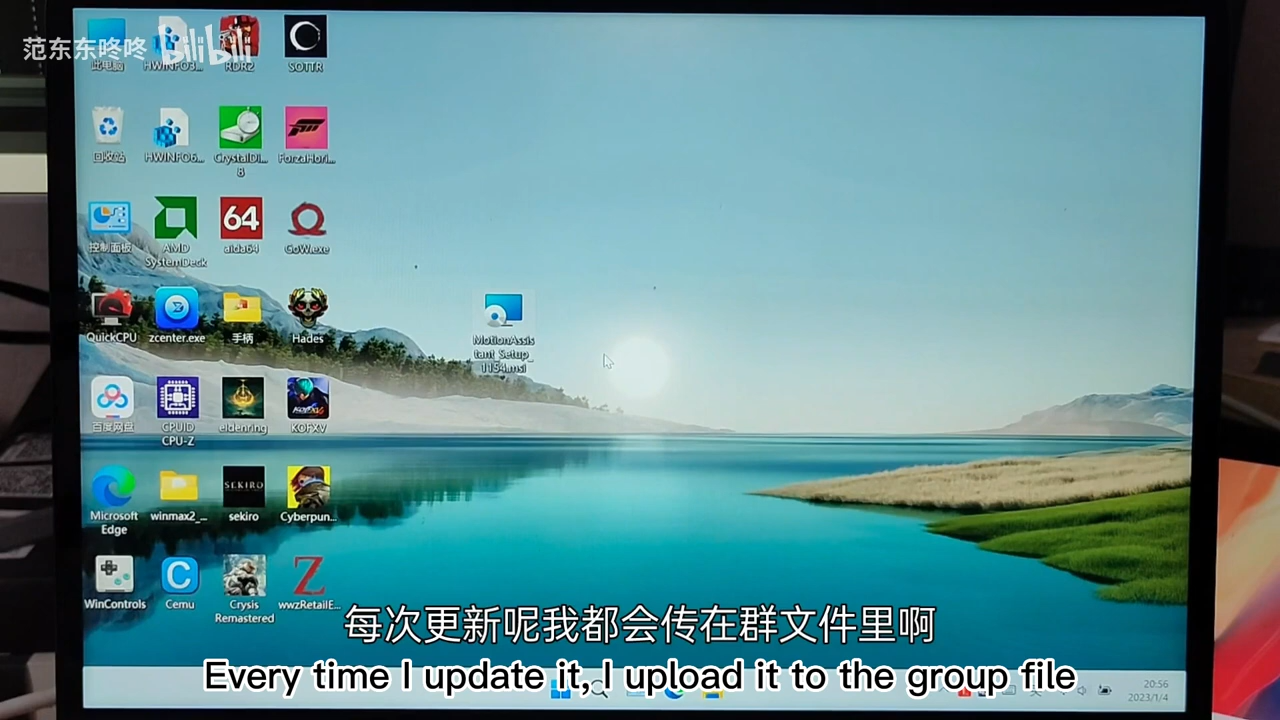 范东东咚咚 bilibili
此电脑 HWINFO3... RDR2 SOTTR
回收站 HWINFO6... CrystalDi... 8 ForzaHori...
控制面板 AMD SystemDeck aida64 GoW.exe
QuickCPU zcenter.exe 手柄 Hades
MotionAssis
tant_Setup_
1154.msi
百度网盘 CPUID CPU-Z eldenring KOFXV
Microsoft Edge winmax2_... SEKIRO sekiro Cyberpun...
WinControls Cemu Crysis Remastered wwzRetailE...
每次更新呢我都会传在群文件里啊
Every time I update it, I upload it to the group file
英
20:56
2023/1/4